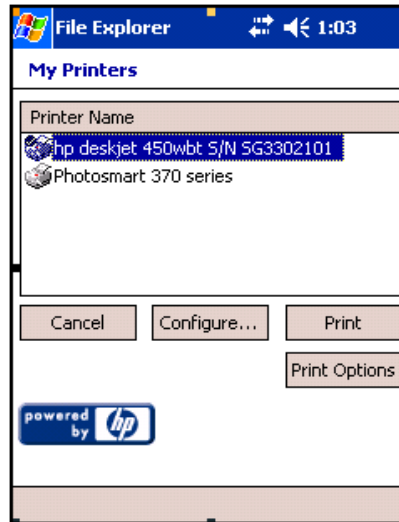 File Explorer 1:03
My Printers
Printer Name
hp deskjet 450wbt S/N SG3302101
Photosmart 370 series
Cancel Configure... Print
Print Options
powered
by hp